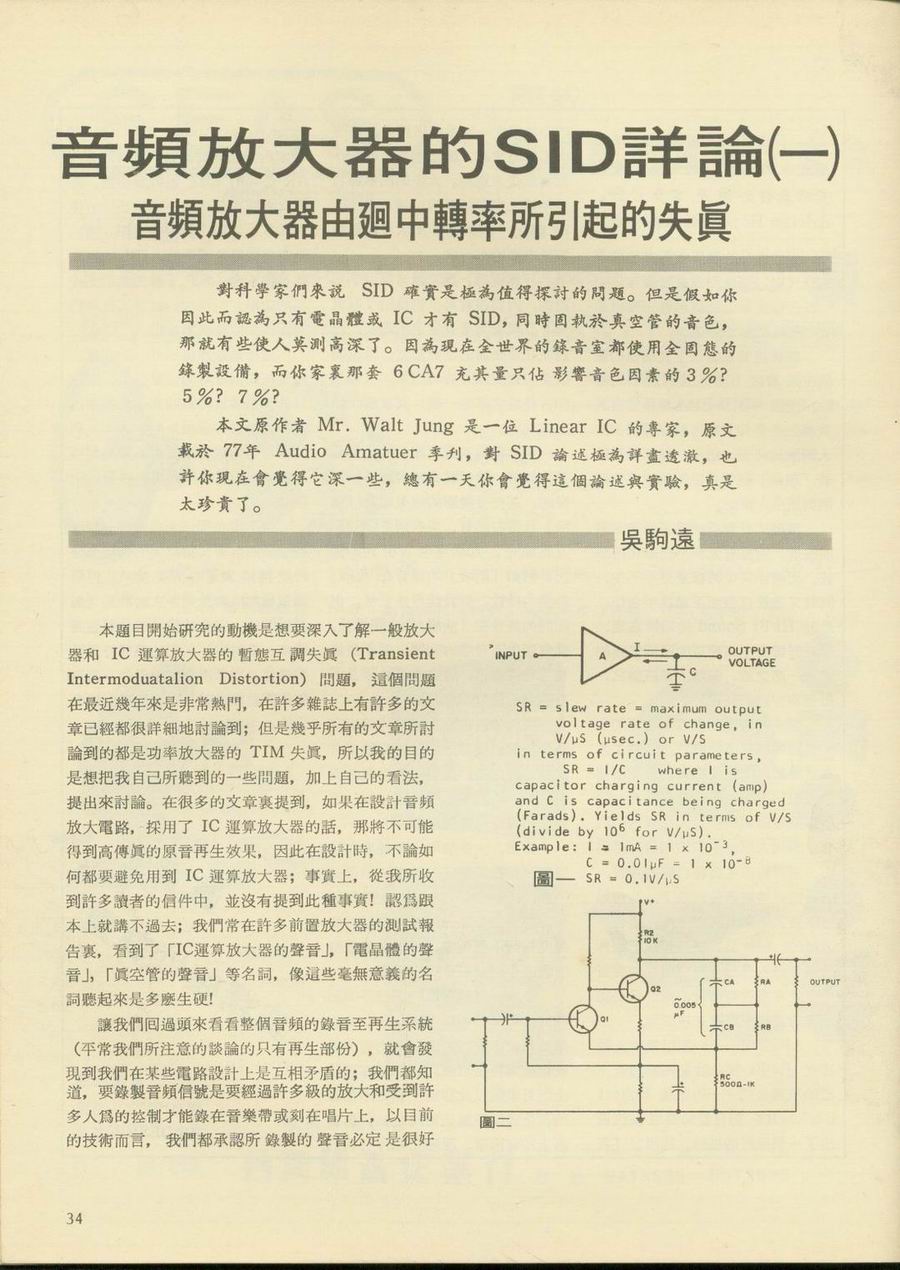 音頻放大器的SID詳論㈠
音頻放大器由廻中轉率所引起的失眞
對科學家們來説 SID 確實是極為值得探討的問題。但是假如你
因此而認為只有電晶體或 IC 才有 SID，同時固執於真空管的音色，
那就有些使人莫測高深了。因為現在全世界的錄音室都使用全固態的
錄製設備，而你家裏那套 6CA7 充其量只佔 影響音色因素的 3%？
5%？ 7%？
本文原作者 Mr. Walt Jung 是一位 Linear IC 的專家，原文
載於 77年 Audio Amatuer 季刋，對 SID 論述極為詳盡透澈，也
許你現在會覺得它深一些，總有一天你會覺得這個論述與實驗，真是
太珍貴了。
吳駒遠
本題目開始硏究的動機是想要深入了解一般放大
器和 IC 運算放大器的 暫態互 調失眞 （Transient
Intermoduatalion Distortion）問題，這個問題
在最近幾年來是非常熱門，在許多雜誌上有許多的文
章已經都很詳細地討論到；但是幾乎所有的文章所討
論到的都是功率放大器的 TIM 失眞，所以我的目的
是想把我自己所聽到的一些問題，加上自己的看法，
提出來討論。在很多的文章裏提到，如果在設計音頻
放大電路，採用了 IC 運算放大器的話，那將不可能
得到高傳眞的原音再生效果，因此在設計時，不論如
何都要避免用到 IC 運算放大器；事實上，從我所收
到許多讀者的信件中，並沒有提到此種事實！認爲跟
本上就講不過去；我們常在許多前置放大器的測試報
告裏，看到了「IC運算放大器的聲音」，「電晶體的聲
音」，「眞空管的聲音」等名詞，像這些毫無意義的名
詞聽起來是多麽生硬！
讓我們囘過頭來看看整個音頻的錄音至再生系統
（平常我們所注意的談論的只有再生部份），就會發
現到我們在某些電路設計上是互相矛盾的；我們都知
道，要錄製音頻信號是要經過許多級的放大和受到許
多人爲的控制才能錄在音樂帶或刻在唱片上，以目前
的技術而言，我們都承認所 錄製的 聲音必定 是很好
INPUT
A
I
C
OUTPUT
VOLTAGE
SR = slew rate = maximum output
voltage rate of change, in
V/μS (μsec.) or V/S
in terms of circuit parameters,
SR = I/C where I is
capacitor charging current (amp)
and C is capacitance being charged
(Farads). Yields SR in terms of V/S
(divide by 10⁶ for V/μS).
Example: I = 1mA = 1 x 10⁻³,
C = 0.01μF = 1 x 10⁻⁸
圖一 SR = 0.1V/μS
V+
R2
10K
Q2
Q1
CA
RA
OUTPUT
~
0.005
μF
CB
RB
RC
500Ω-1K
圖二
34